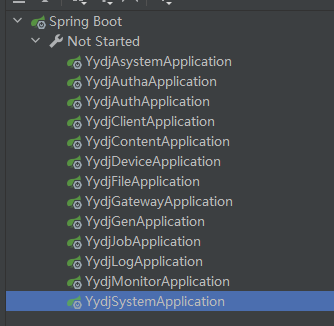 Spring Boot
Not Started
YydjAsystemApplication
YydjAuthaApplication
YydjAuthApplication
YydjClientApplication
YydjContentApplication
YydjDeviceApplication
YydjFileApplication
YydjGatewayApplication
YydjGenApplication
YydjJobApplication
YydjLogApplication
YydjMonitorApplication
YydjSystemApplication